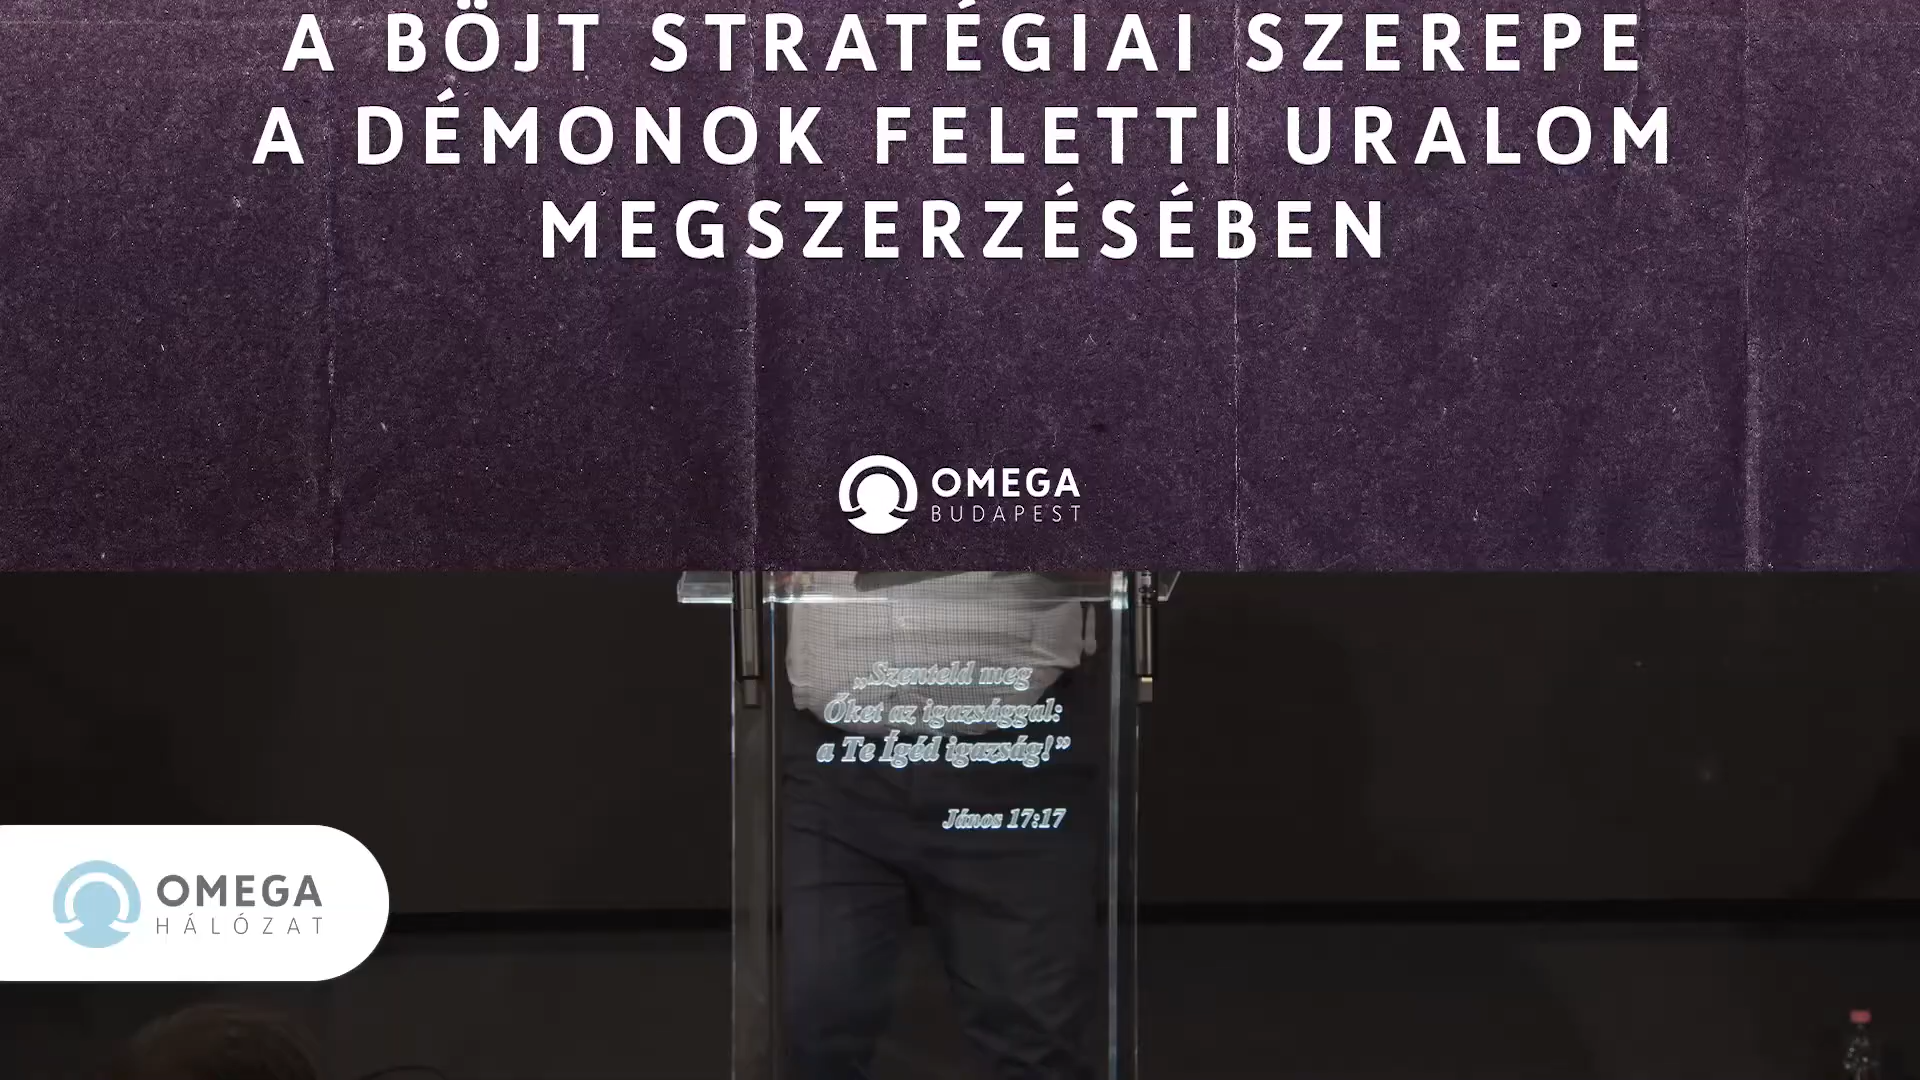 A BÖJT STRATÉGIAI SZEREPE
A DÉMONOK FELETTI URALOM
MEGSZERZÉSÉBEN
OMEGA
BUDAPEST
„Szenteld meg
Őket az igazsággal:
a Te Ígéd igazság!”
János 17:17
OMEGA
HÁLÓZAT